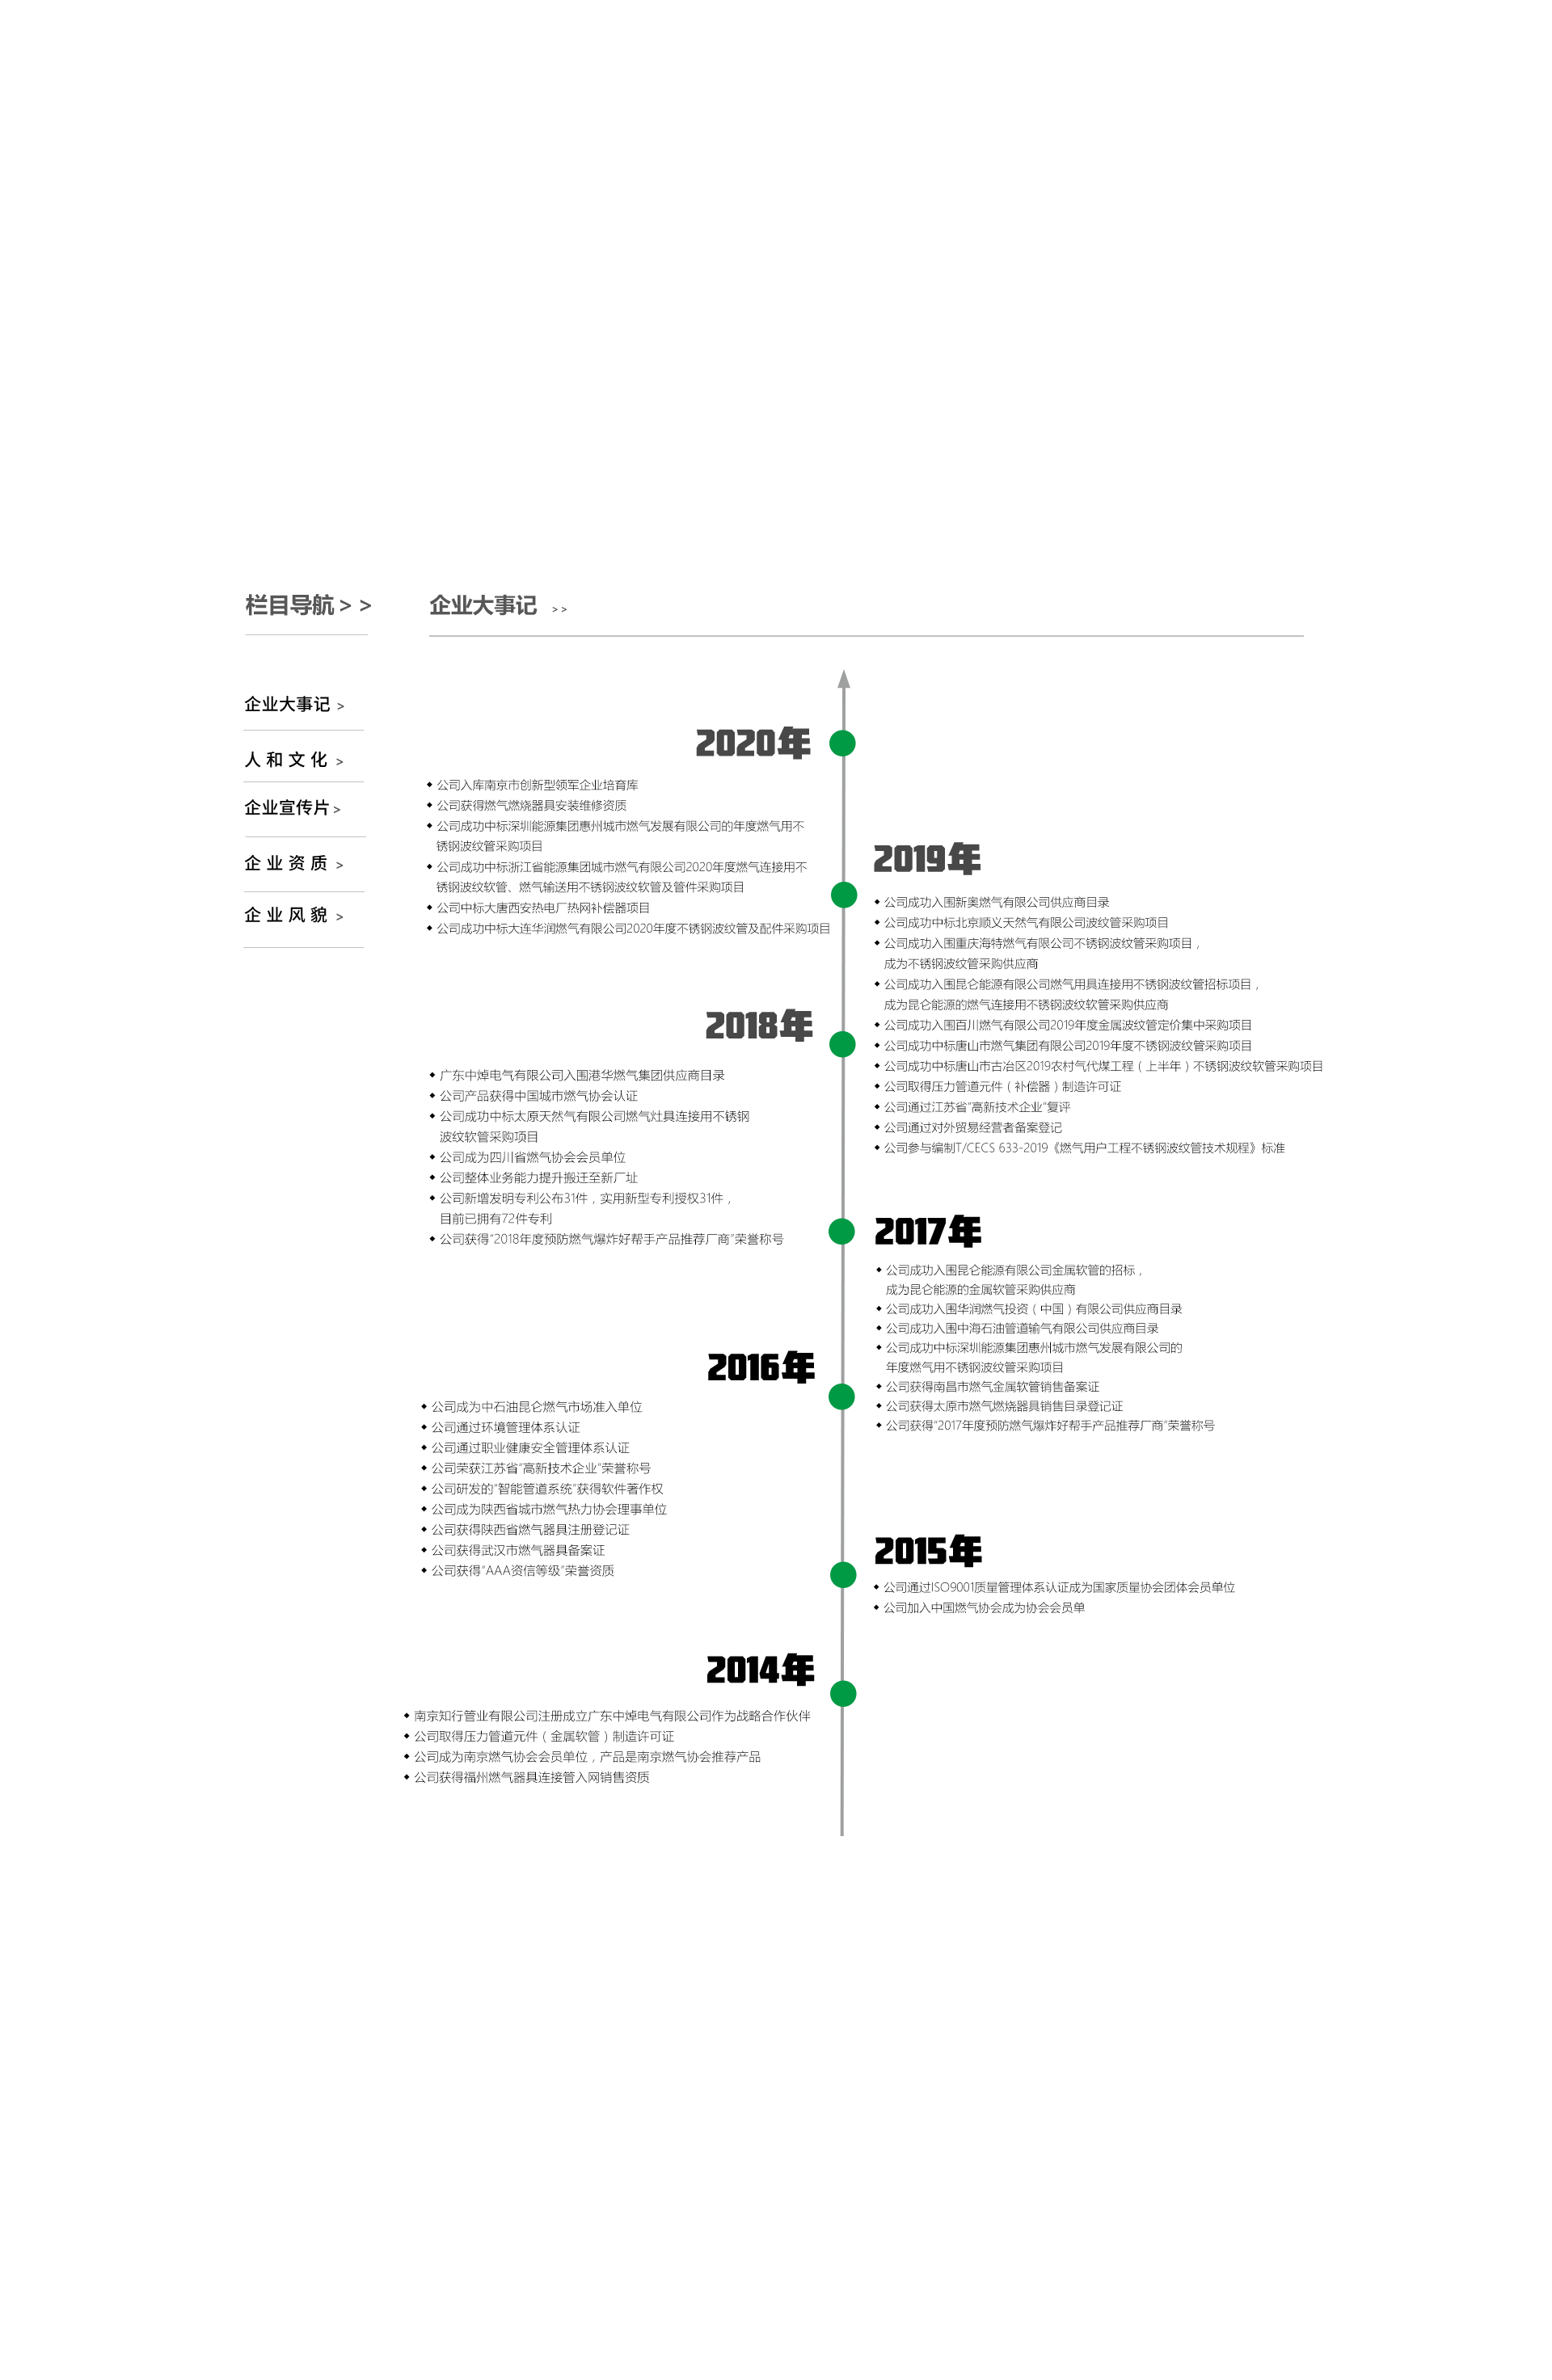 栏目导航 > >
企业大事记 >
人和文化 >
企业宣传片 >
企业资质 >
企业风貌 >
企业大事记 > >
2020年
公司入库南京市创新型领军企业培育库
公司获得燃气燃烧器具安装维修资质
公司成功中标深圳能源集团惠州城市燃气发展有限公司的年度燃气用不
锈钢波纹管采购项目
公司成功中标浙江省能源集团城市燃气有限公司2020年度燃气连接用不
锈钢波纹软管、燃气输送用不锈钢波纹软管及管件采购项目
公司中标大唐西安热电厂热网补偿器项目
公司成功中标大连华润燃气有限公司2020年度不锈钢波纹管及配件采购项目
2019年
公司成功入围新奥燃气有限公司供应商目录
公司成功中标北京顺义天然气有限公司波纹管采购项目
公司成功入围重庆海特燃气有限公司不锈钢波纹管采购项目，
成为不锈钢波纹管采购供应商
公司成功入围昆仑能源有限公司燃气用具连接用不锈钢波纹管招标项目，
成为昆仑能源的燃气连接用不锈钢波纹软管采购供应商
公司成功入围百川燃气有限公司2019年度金属波纹管定价集中采购项目
公司成功中标唐山市燃气集团有限公司2019年度不锈钢波纹管采购项目
公司成功中标唐山市古冶区2019农村气代煤工程（上半年）不锈钢波纹软管采购项目
公司取得压力管道元件（补偿器）制造许可证
公司通过江苏省“高新技术企业”复评
公司通过对外贸易经营者备案登记
公司参与编制T/CECS 633-2019《燃气用户工程不锈钢波纹管技术规程》标准
2018年
广东中焯电气有限公司入围港华燃气集团供应商目录
公司产品获得中国城市燃气协会认证
公司成功中标太原天然气有限公司燃气灶具连接用不锈钢
波纹软管采购项目
公司成为四川省燃气协会会员单位
公司整体业务能力提升搬迁至新厂址
公司新增发明专利公布31件，实用新型专利授权31件，
目前已拥有72件专利
公司获得“2018年度预防燃气爆炸好帮手产品推荐厂商”荣誉称号
2017年
公司成功入围昆仑能源有限公司金属软管的招标，
成为昆仑能源的金属软管采购供应商
公司成功入围华润燃气投资（中国）有限公司供应商目录
公司成功入围中海石油管道输气有限公司供应商目录
公司成功中标深圳能源集团惠州城市燃气发展有限公司的
年度燃气用不锈钢波纹管采购项目
公司获得南昌市燃气金属软管销售备案证
公司获得太原市燃气燃烧器具销售目录登记证
公司获得“2017年度预防燃气爆炸好帮手产品推荐厂商”荣誉称号
2016年
公司成为中石油昆仑燃气市场准入单位
公司通过环境管理体系认证
公司通过职业健康安全管理体系认证
公司荣获江苏省“高新技术企业”荣誉称号
公司研发的“智能管道系统”获得软件著作权
公司成为陕西省城市燃气热力协会理事单位
公司获得陕西省燃气器具注册登记证
公司获得武汉市燃气器具备案证
公司获得“AAA资信等级”荣誉资质
2015年
公司通过ISO9001质量管理体系认证成为国家质量协会团体会员单位
公司加入中国燃气协会成为协会会员单
2014年
南京知行管业有限公司注册成立广东中焯电气有限公司作为战略合作伙伴
公司取得压力管道元件（金属软管）制造许可证
公司成为南京燃气协会会员单位，产品是南京燃气协会推荐产品
公司获得福州燃气器具连接管入网销售资质